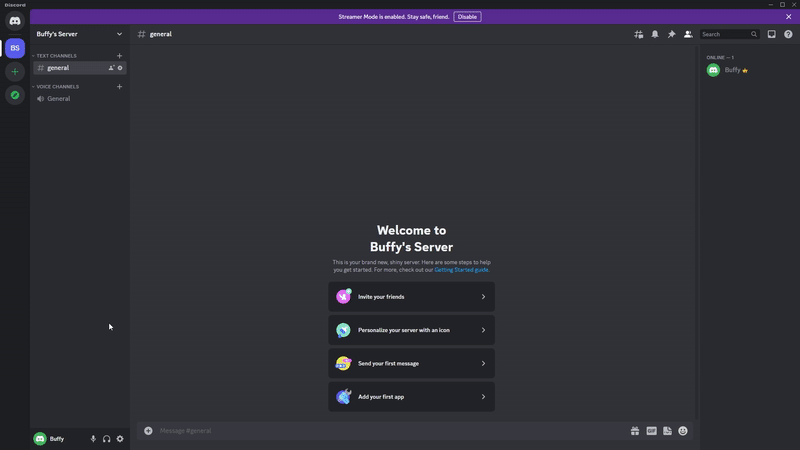 Discord
Streamer Mode is enabled. Stay safe, friend.
Disable
BS
Buffy's Server
TEXT CHANNELS
general
VOICE CHANNELS
General
general
Search
ONLINE — 1
Buffy
Welcome to
Buffy's Server
This is your brand new, shiny server. Here are some steps to help
you get started. For more, check out our Getting Started guide.
Invite your friends
Personalize your server with an icon
Send your first message
Add your first app
Buffy
Message #general
GIF